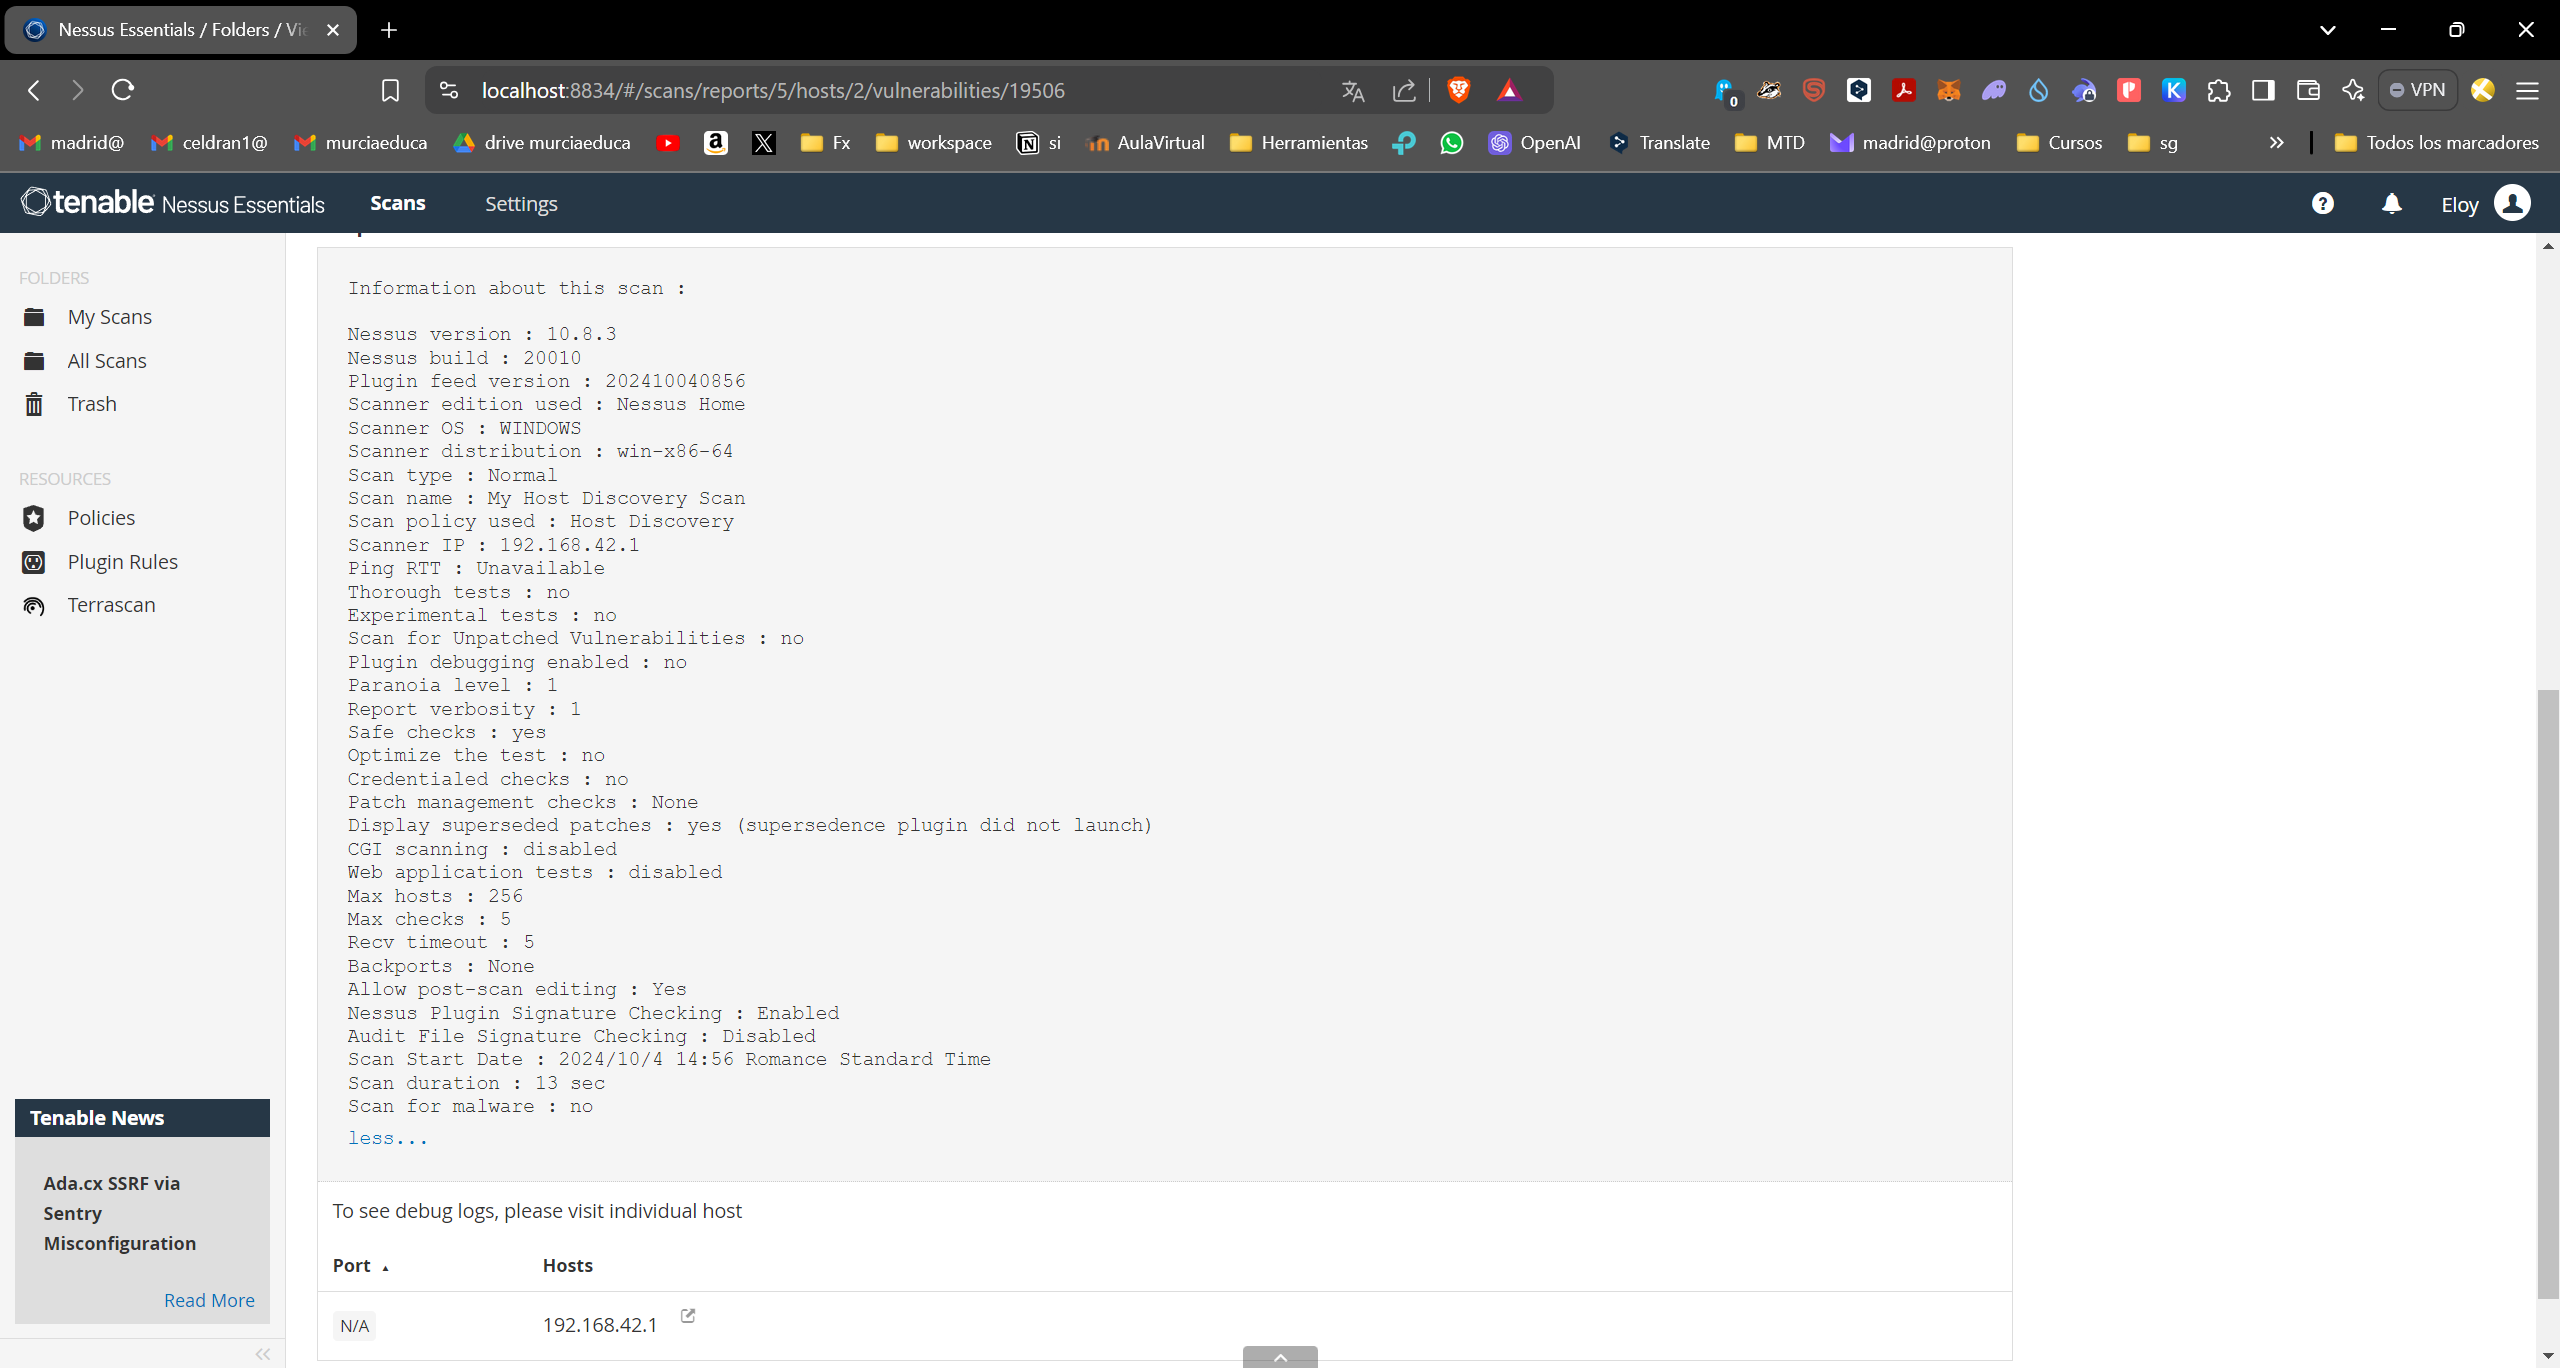 Nessus Essentials / Folders / Vie
localhost:8834/#/scans/reports/5/hosts/2/vulnerabilities/19506
0
VPN
madrid@
celdran1@
murciaeduca
drive murciaeduca
Fx
workspace
si
AulaVirtual
Herramientas
OpenAI
Translate
MTD
madrid@proton
Cursos
sg
Todos los marcadores
tenable Nessus Essentials
Scans
Settings
Eloy
FOLDERS
My Scans
All Scans
Trash
RESOURCES
Policies
Plugin Rules
Terrascan
Tenable News
Ada.cx SSRF via
Sentry
Misconfiguration
Read More
Information about this scan :
Nessus version : 10.8.3
Nessus build : 20010
Plugin feed version : 202410040856
Scanner edition used : Nessus Home
Scanner OS : WINDOWS
Scanner distribution : win-x86-64
Scan type : Normal
Scan name : My Host Discovery Scan
Scan policy used : Host Discovery
Scanner IP : 192.168.42.1
Ping RTT : Unavailable
Thorough tests : no
Experimental tests : no
Scan for Unpatched Vulnerabilities : no
Plugin debugging enabled : no
Paranoia level : 1
Report verbosity : 1
Safe checks : yes
Optimize the test : no
Credentialed checks : no
Patch management checks : None
Display superseded patches : yes (supersedence plugin did not launch)
CGI scanning : disabled
Web application tests : disabled
Max hosts : 256
Max checks : 5
Recv timeout : 5
Backports : None
Allow post-scan editing : Yes
Nessus Plugin Signature Checking : Enabled
Audit File Signature Checking : Disabled
Scan Start Date : 2024/10/4 14:56 Romance Standard Time
Scan duration : 13 sec
Scan for malware : no
less...
To see debug logs, please visit individual host
Port
Hosts
N/A
192.168.42.1